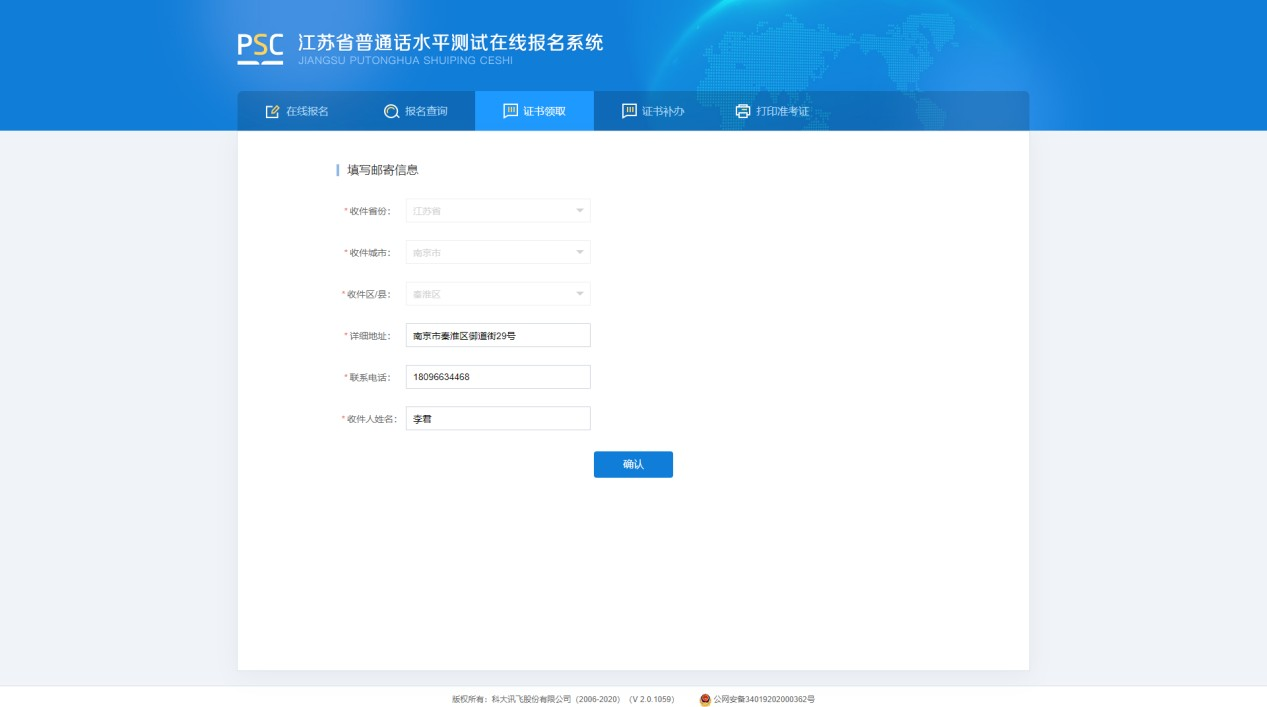 PSC 江苏省普通话水平测试在线报名系统
JIANGSU PUTONGHUA SHUIPING CESHI
在线报名 报名查询 证书领取 证书补办 打印准考证
填写邮寄信息
*收件省份： 江苏省
*收件城市： 南京市
*收件区/县： 秦淮区
*详细地址： 南京市秦淮区御道街29号
*联系电话： 18096634468
*收件人姓名： 李君
确认
版权所有：科大讯飞股份有限公司（2006-2020）（V 2.0.1059） 公网安备34019202000362号